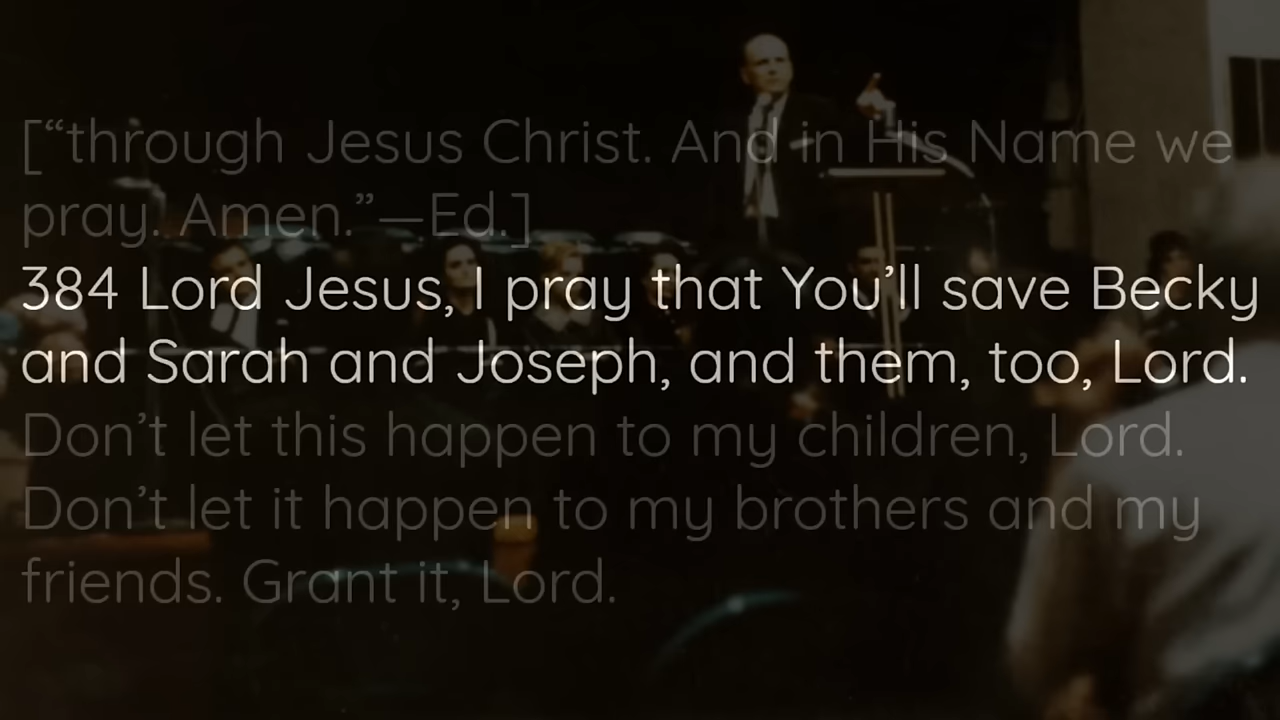 [“through Jesus Christ. And in His Name we
pray. Amen.”—Ed.]
384 Lord Jesus, I pray that You’ll save Becky
and Sarah and Joseph, and them, too, Lord.
Don’t let this happen to my children, Lord.
Don’t let it happen to my brothers and my
friends. Grant it, Lord.